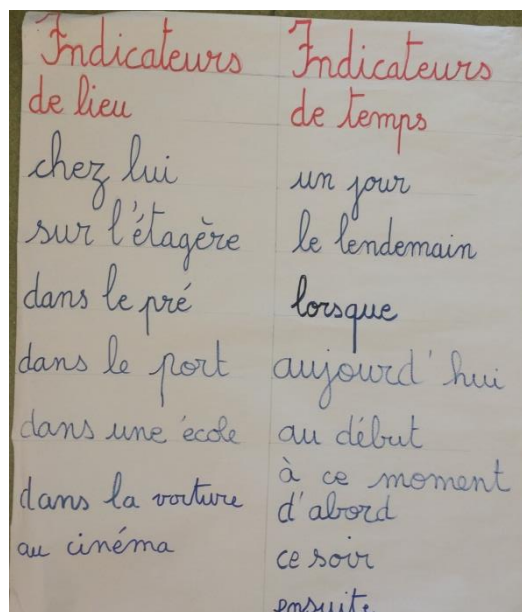 Indicateurs
de lieu
chez lui
sur l'étagère
dans le pré
dans le port
dans une école
dans la voiture
au cinéma
Indicateurs
de temps
un jour
le lendemain
lorsque
aujourd'hui
au début
à ce moment
d'abord
ce soir
ensuite